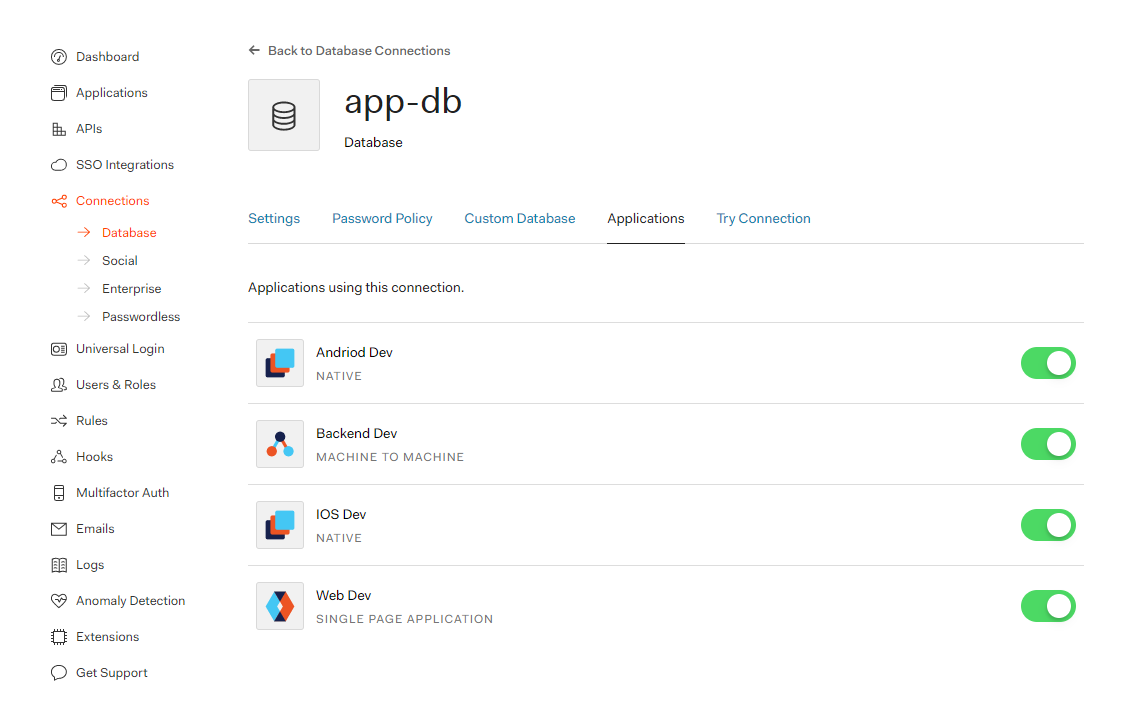 Dashboard
Applications
APIs
SSO Integrations
Connections
Database
Social
Enterprise
Passwordless
Universal Login
Users & Roles
Rules
Hooks
Multifactor Auth
Emails
Logs
Anomaly Detection
Extensions
Get Support
Back to Database Connections
app-db
Database
Settings Password Policy Custom Database Applications Try Connection
Applications using this connection.
Andriod Dev
NATIVE
Backend Dev
MACHINE TO MACHINE
IOS Dev
NATIVE
Web Dev
SINGLE PAGE APPLICATION